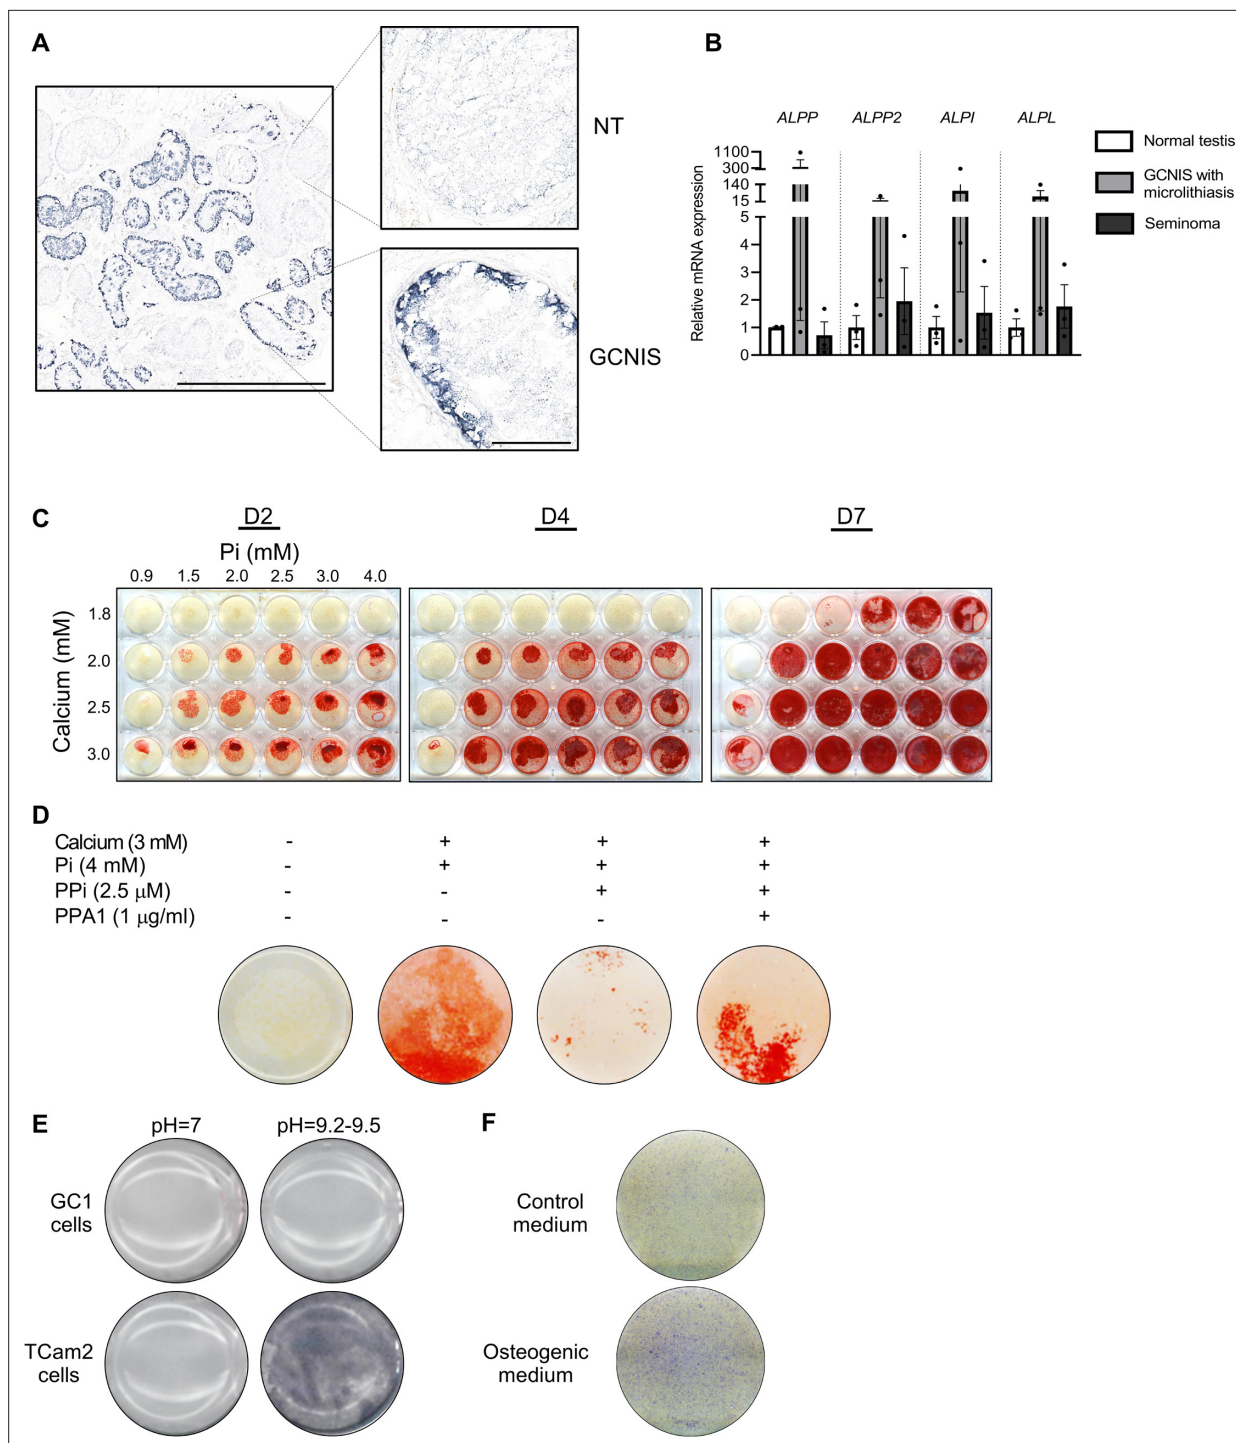 A
NT
GCNIS
B
ALPP ALPP2 ALPI ALPL
Relative mRNA expression
1100
300
140
15
5
4
3
2
1
0
Normal testis
GCNIS with
microlithiasis
Seminoma
C
D2 D4 D7
Pi (mM)
0.9 1.5 2.0 2.5 3.0 4.0
Calcium (mM)
1.8
2.0
2.5
3.0
D
Calcium (3 mM) - + + +
Pi (4 mM) - + + +
PPi (2.5 µM) - - + +
PPA1 (1 µg/ml) - - - +
E
pH=7 pH=9.2-9.5
GC1
cells
TCam2
cells
F
Control
medium
Osteogenic
medium